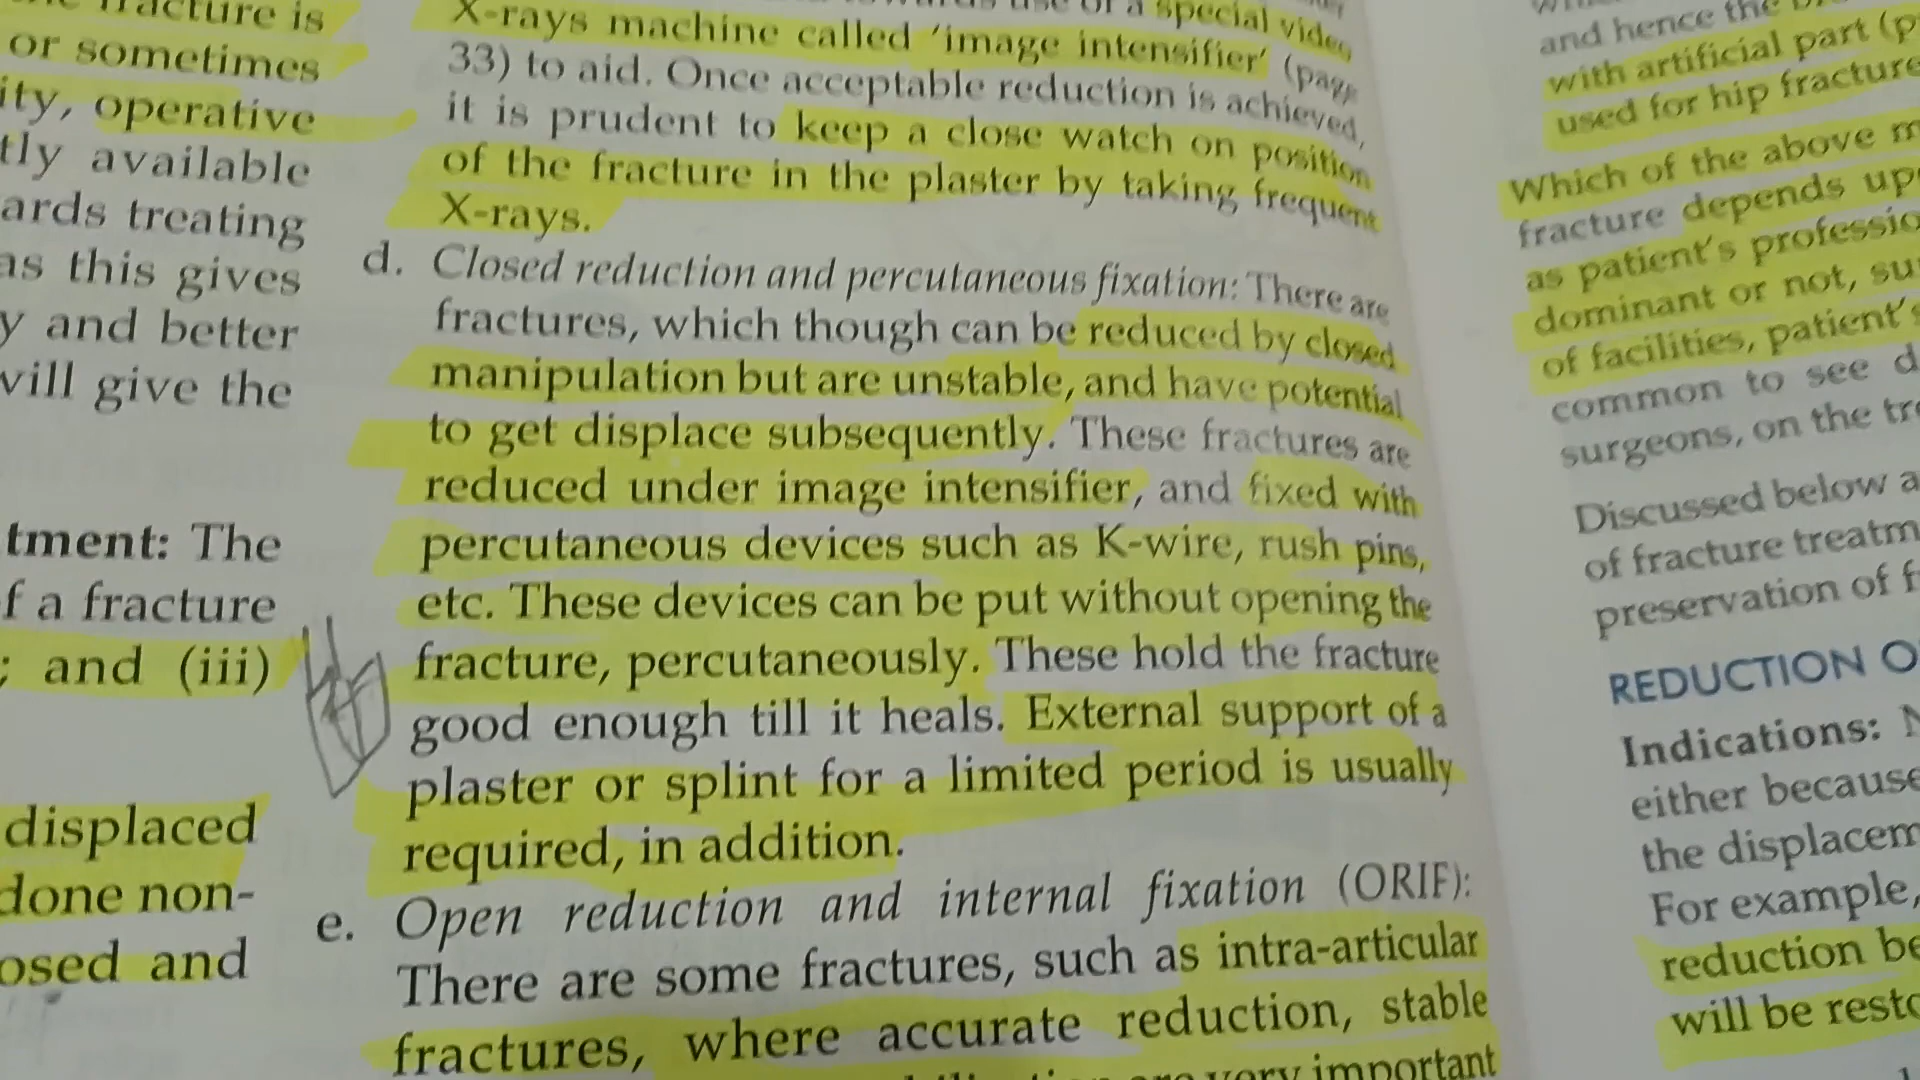 fracture is
or sometimes
ity, operative
tly available
ards treating
as this gives
y and better
will give the
tment: The
f a fracture
; and (iii)
displaced
done non-
osed and
use of a special video
X-rays machine called 'image intensifier' (page
33) to aid. Once acceptable reduction is achieved,
it is prudent to keep a close watch on position
of the fracture in the plaster by taking frequent
X-rays.
d. Closed reduction and percutaneous fixation: There are
fractures, which though can be reduced by closed
manipulation but are unstable, and have potential
to get displace subsequently. These fractures are
reduced under image intensifier, and fixed with
percutaneous devices such as K-wire, rush pins,
etc. These devices can be put without opening the
fracture, percutaneously. These hold the fracture
good enough till it heals. External support of a
plaster or splint for a limited period is usually
required, in addition.
e. Open reduction and internal fixation (ORIF):
There are some fractures, such as intra-articular
fractures, where accurate reduction, stable
are very important
and hence the
with artificial part (p
used for hip fracture
Which of the above m
fracture depends up
as patient's professio
dominant or not, su
of facilities, patient's
common to see d
surgeons, on the tre
Discussed below a
of fracture treatm
preservation of f
REDUCTION O
Indications: N
either because
the displacem
For example,
reduction be
will be resto